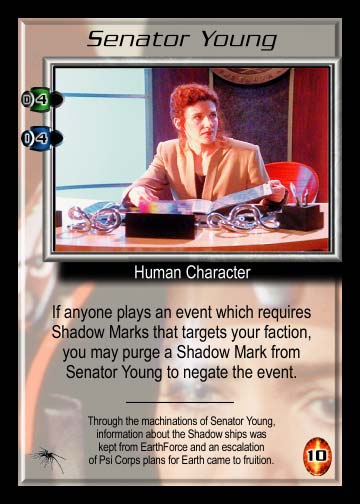 Senator Young
D4
I4
Human Character
If anyone plays an event which requires
Shadow Marks that targets your faction,
you may purge a Shadow Mark from
Senator Young to negate the event.
Through the machinations of Senator Young,
information about the Shadow ships was
kept from EarthForce and an escalation
of Psi Corps plans for Earth came to fruition.
10